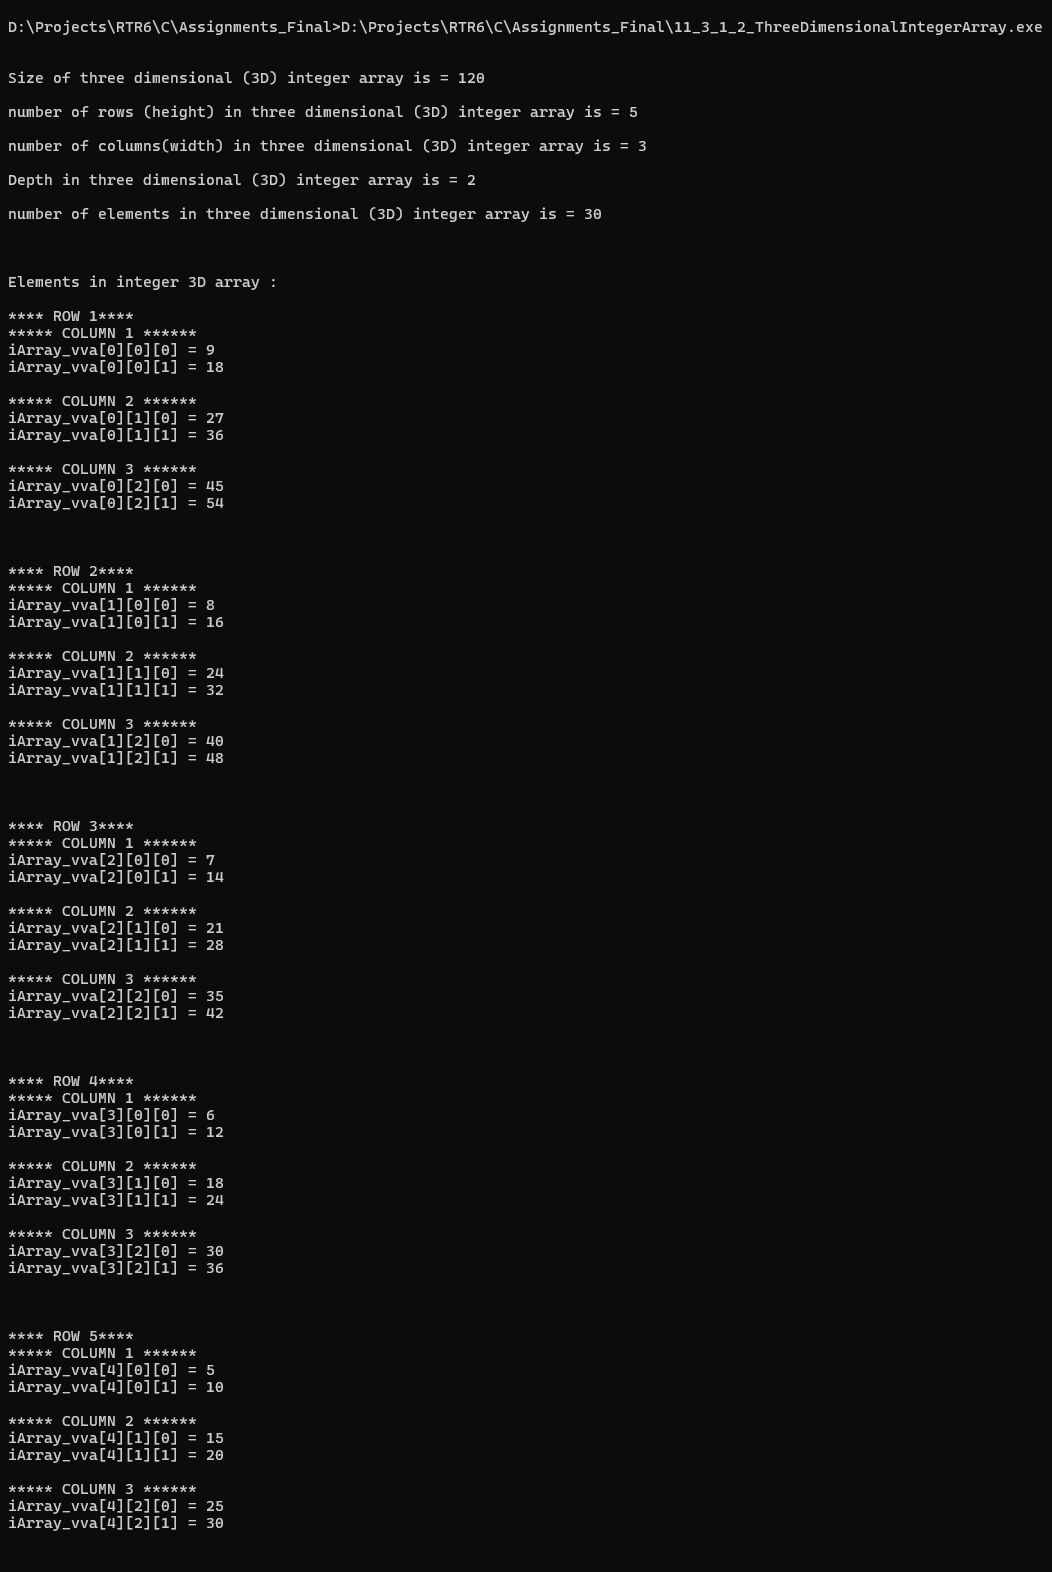 D:\Projects\RTR6\C\Assignments_Final>D:\Projects\RTR6\C\Assignments_Final\11_3_1_2_ThreeDimensionalIntegerArray.exe
Size of three dimensional (3D) integer array is = 120
number of rows (height) in three dimensional (3D) integer array is = 5
number of columns(width) in three dimensional (3D) integer array is = 3
Depth in three dimensional (3D) integer array is = 2
number of elements in three dimensional (3D) integer array is = 30
Elements in integer 3D array :
**** ROW 1****
***** COLUMN 1 ******
iArray_vva[0][0][0] = 9
iArray_vva[0][0][1] = 18
***** COLUMN 2 ******
iArray_vva[0][1][0] = 27
iArray_vva[0][1][1] = 36
***** COLUMN 3 ******
iArray_vva[0][2][0] = 45
iArray_vva[0][2][1] = 54
**** ROW 2****
***** COLUMN 1 ******
iArray_vva[1][0][0] = 8
iArray_vva[1][0][1] = 16
***** COLUMN 2 ******
iArray_vva[1][1][0] = 24
iArray_vva[1][1][1] = 32
***** COLUMN 3 ******
iArray_vva[1][2][0] = 40
iArray_vva[1][2][1] = 48
**** ROW 3****
***** COLUMN 1 ******
iArray_vva[2][0][0] = 7
iArray_vva[2][0][1] = 14
***** COLUMN 2 ******
iArray_vva[2][1][0] = 21
iArray_vva[2][1][1] = 28
***** COLUMN 3 ******
iArray_vva[2][2][0] = 35
iArray_vva[2][2][1] = 42
**** ROW 4****
***** COLUMN 1 ******
iArray_vva[3][0][0] = 6
iArray_vva[3][0][1] = 12
***** COLUMN 2 ******
iArray_vva[3][1][0] = 18
iArray_vva[3][1][1] = 24
***** COLUMN 3 ******
iArray_vva[3][2][0] = 30
iArray_vva[3][2][1] = 36
**** ROW 5****
***** COLUMN 1 ******
iArray_vva[4][0][0] = 5
iArray_vva[4][0][1] = 10
***** COLUMN 2 ******
iArray_vva[4][1][0] = 15
iArray_vva[4][1][1] = 20
***** COLUMN 3 ******
iArray_vva[4][2][0] = 25
iArray_vva[4][2][1] = 30